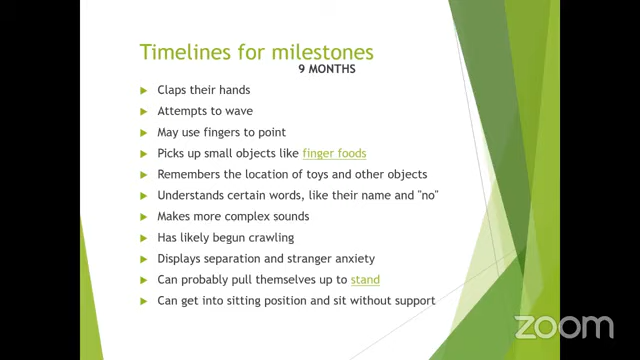 Timelines for milestones
9 MONTHS
Claps their hands
Attempts to wave
May use fingers to point
Picks up small objects like finger foods
Remembers the location of toys and other objects
Understands certain words, like their name and "no"
Makes more complex sounds
Has likely begun crawling
Displays separation and stranger anxiety
Can probably pull themselves up to stand
Can get into sitting position and sit without support
zoom